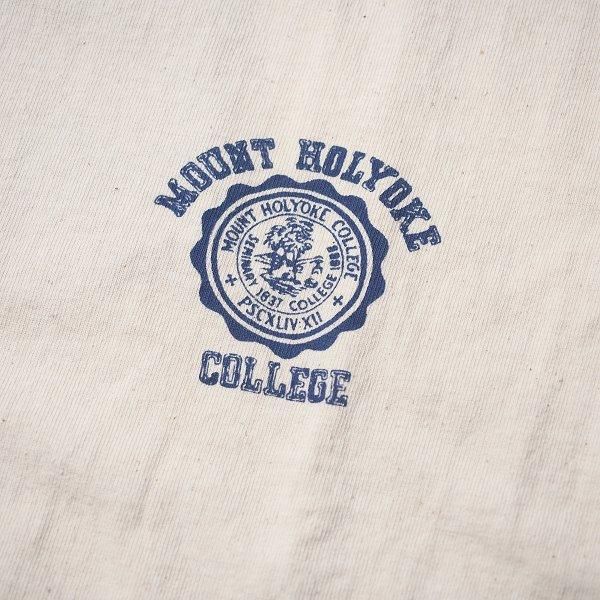 MOUNT HOLYOKE
MOUNT HOLYOKE COLLEGE
SEMINARY 1837 COLLEGE 1888
PSCXLIV·XII
COLLEGE